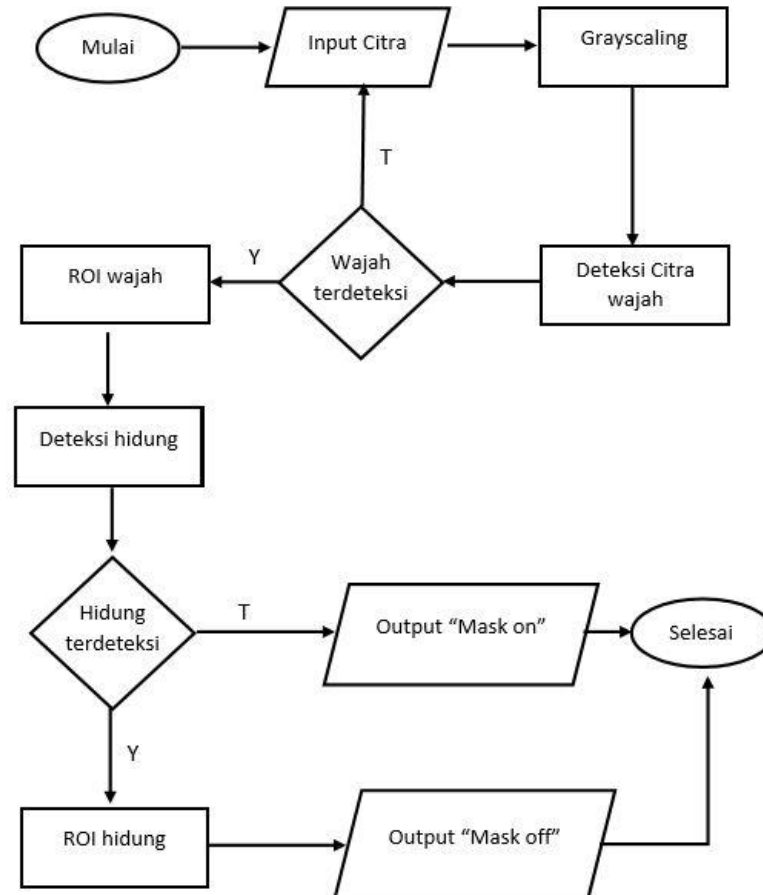 Mulai
Input Citra
Grayscaling
T
Y
ROI wajah
Wajah
terdeteksi
Deteksi Citra
wajah
Deteksi hidung
Hidung
terdeteksi
T
Output “Mask on”
Selesai
Y
ROI hidung
Output “Mask off”